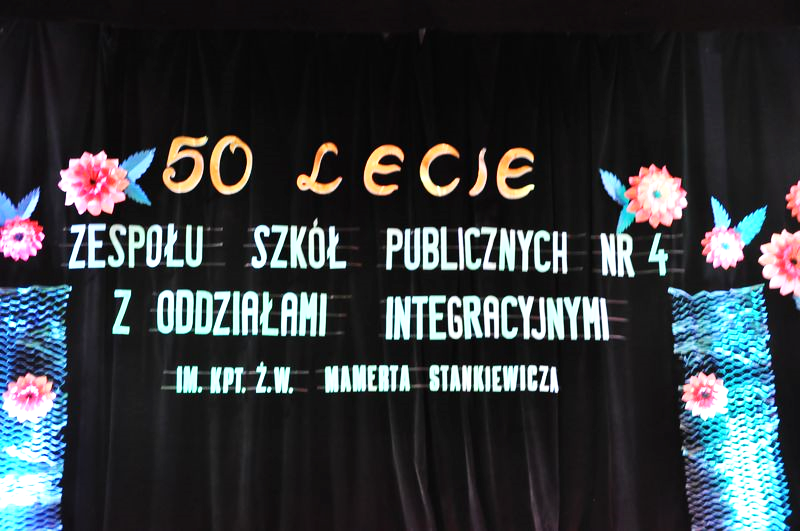 50 LECIE
ZESPOŁU SZKÓŁ PUBLICZNYCH NR 4
Z ODDZIAŁAMI INTEGRACYJNYMI
IM. KPT. Ż.W. MAMERTA STANKIEWICZA